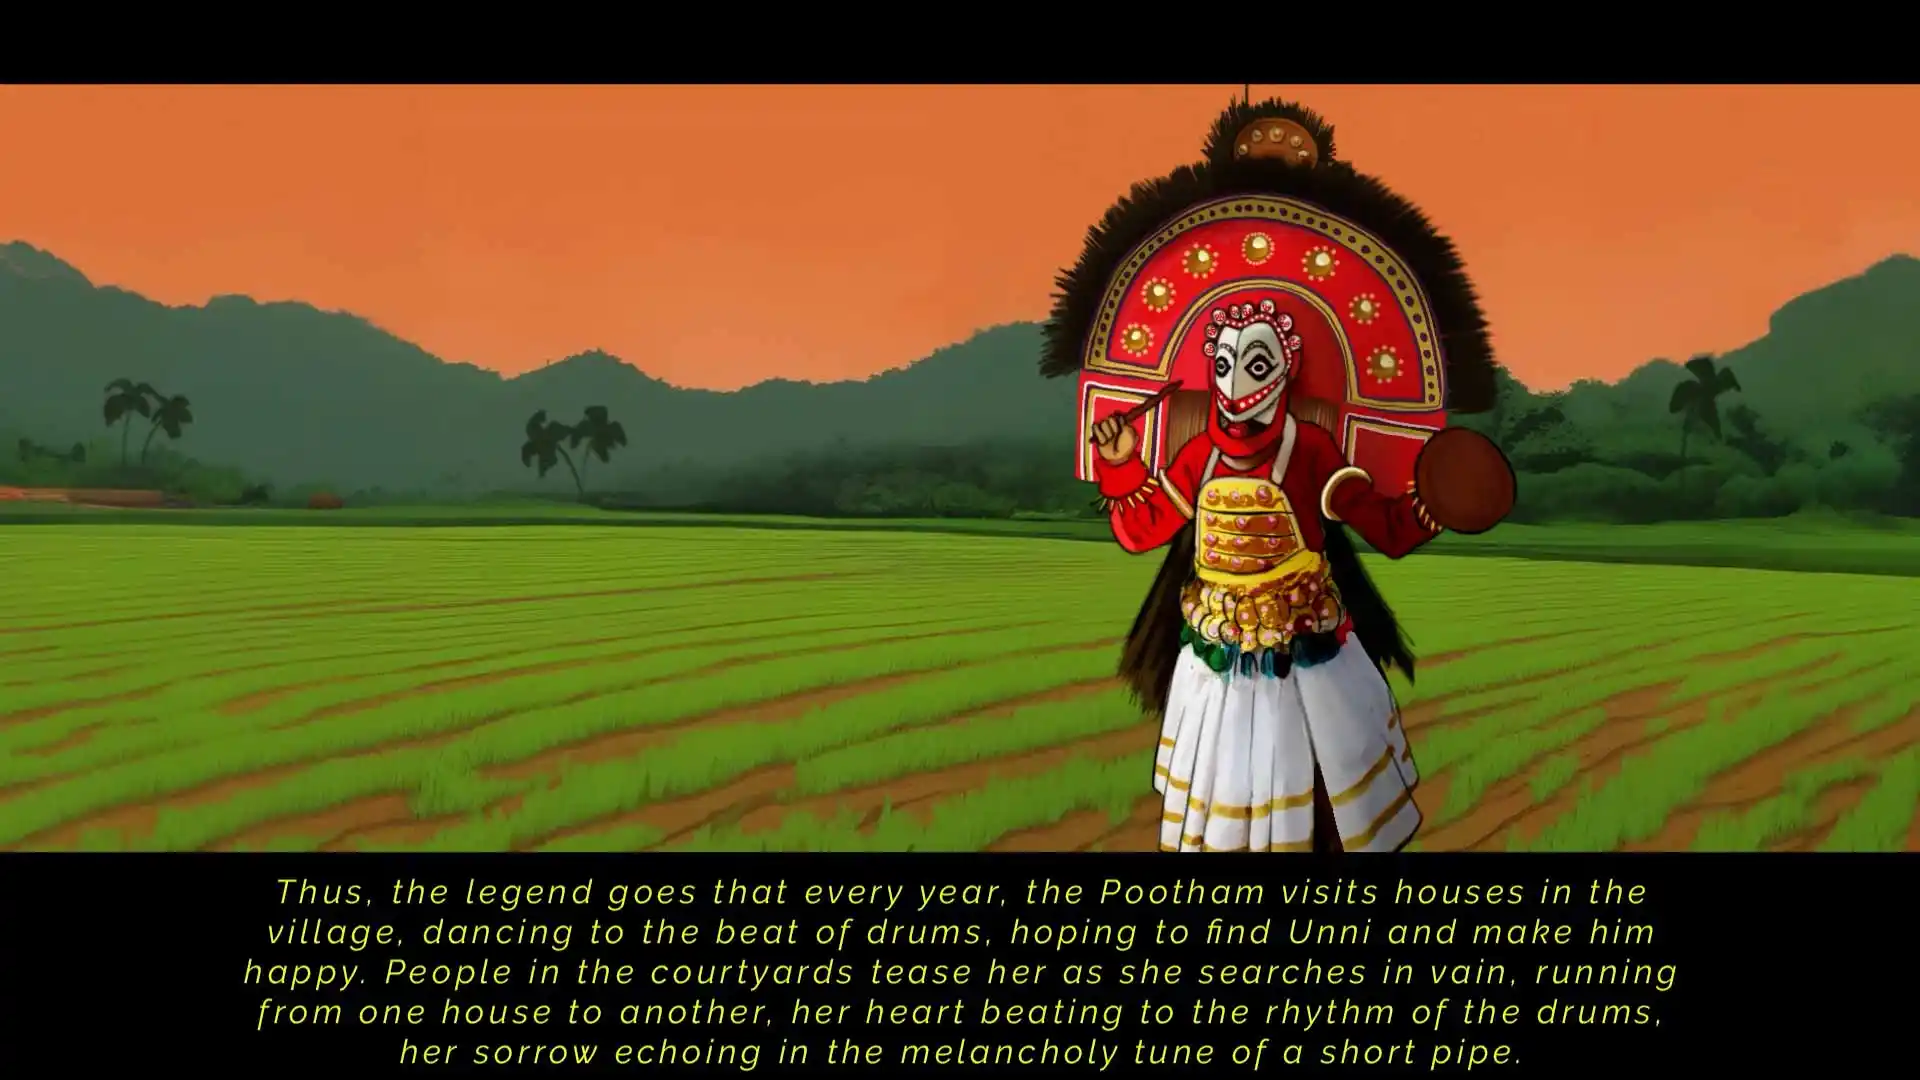 Thus, the legend goes that every year, the Pootham visits houses in the
village, dancing to the beat of drums, hoping to find Unni and make him
happy. People in the courtyards tease her as she searches in vain, running
from one house to another, her heart beating to the rhythm of the drums,
her sorrow echoing in the melancholy tune of a short pipe.